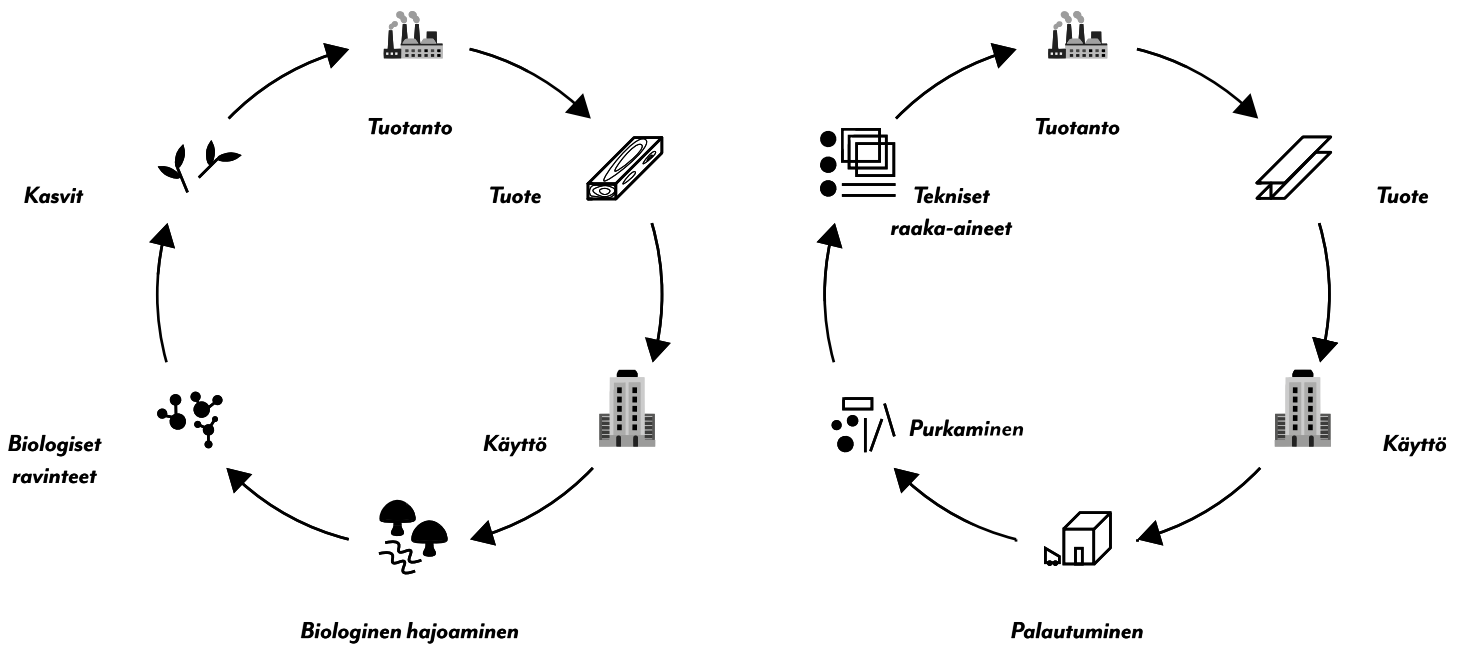 Tuotanto
Kasvit
Tuote
Biologiset
ravinteet
Käyttö
Biologinen hajoaminen
Tuotanto
Tekniset
raaka-aineet
Tuote
Purkaminen
Käyttö
Palautuminen